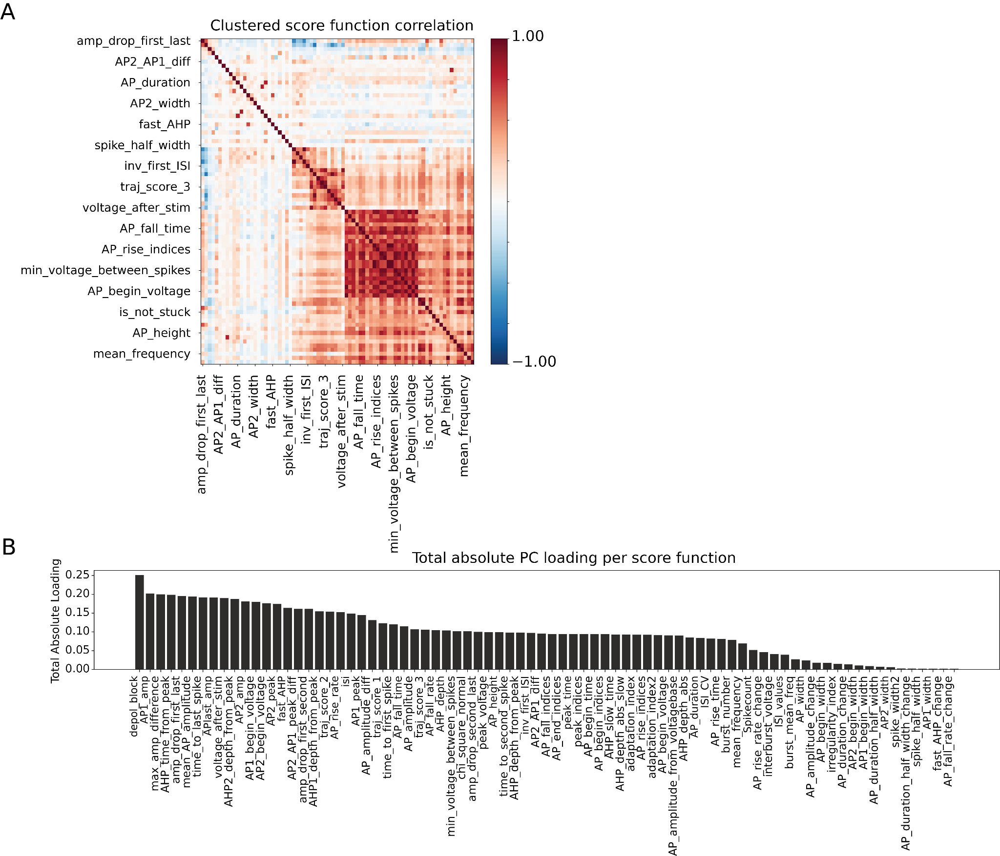 A
Clustered score function correlation
amp_drop_first_last
AP2_AP1_diff
AP_duration
AP2_width
fast_AHP
spike_half_width
inv_first_ISI
traj_score_3
voltage_after_stim
AP_fall_time
AP_rise_indices
min_voltage_between_spikes
AP_begin_voltage
is_not_stuck
AP_height
mean_frequency
1.00
−1.00
amp_drop_first_last
AP2_AP1_diff
AP_duration
AP2_width
fast_AHP
spike_half_width
inv_first_ISI
traj_score_3
voltage_after_stim
AP_fall_time
AP_rise_indices
min_voltage_between_spikes
AP_begin_voltage
is_not_stuck
AP_height
mean_frequency
B
Total absolute PC loading per score function
Total Absolute Loading
0.25
0.20
0.15
0.10
0.05
0.00
depol_block
AP1_amp
max_amp_difference
AHP_time_from_peak
amp_drop_first_last
mean_AP_amplitude
time_to_last_spike
APlast_amp
voltage_after_stim
AHP2_depth_from_peak
AP2_amp
AP1_begin_voltage
AP2_begin_voltage
AP2_peak
fast_AHP
AP2_AP1_peak_diff
amp_drop_first_second
AHP1_depth_from_peak
traj_score_2
AP_rise_rate
isi
AP1_peak
AP_amplitude_diff
traj_score_1
time_to_first_spike
AP_fall_time
AP_amplitude
traj_score_3
AP_fall_rate
AHP_depth
min_voltage_between_spikes
chi_square_normal
amp_drop_second_last
peak_voltage
AP_height
time_to_second_spike
AHP_depth_from_peak
inv_first_ISI
AP2_AP1_diff
AP_fall_indices
AP_end_indices
peak_time
peak_indices
AP_begin_time
AP_begin_indices
AHP_slow_time
AHP_depth_abs_slow
adaptation_index
AP_rise_indices
adaptation_index2
AP_begin_voltage
AP_amplitude_from_voltagebase
AHP_depth_abs
AP_duration
ISI_CV
AP_rise_time
burst_number
mean_frequency
Spikecount
AP_rise_rate_change
interburst_voltage
ISI_values
burst_mean_freq
AP_width
AP_amplitude_change
AP_begin_width
irregularity_index
AP_duration_change
AP2_begin_width
AP1_begin_width
AP_duration_half_width
AP2_width
spike_width2
AP_duration_half_width_change
spike_half_width
AP1_width
fast_AHP_change
AP_fall_rate_change